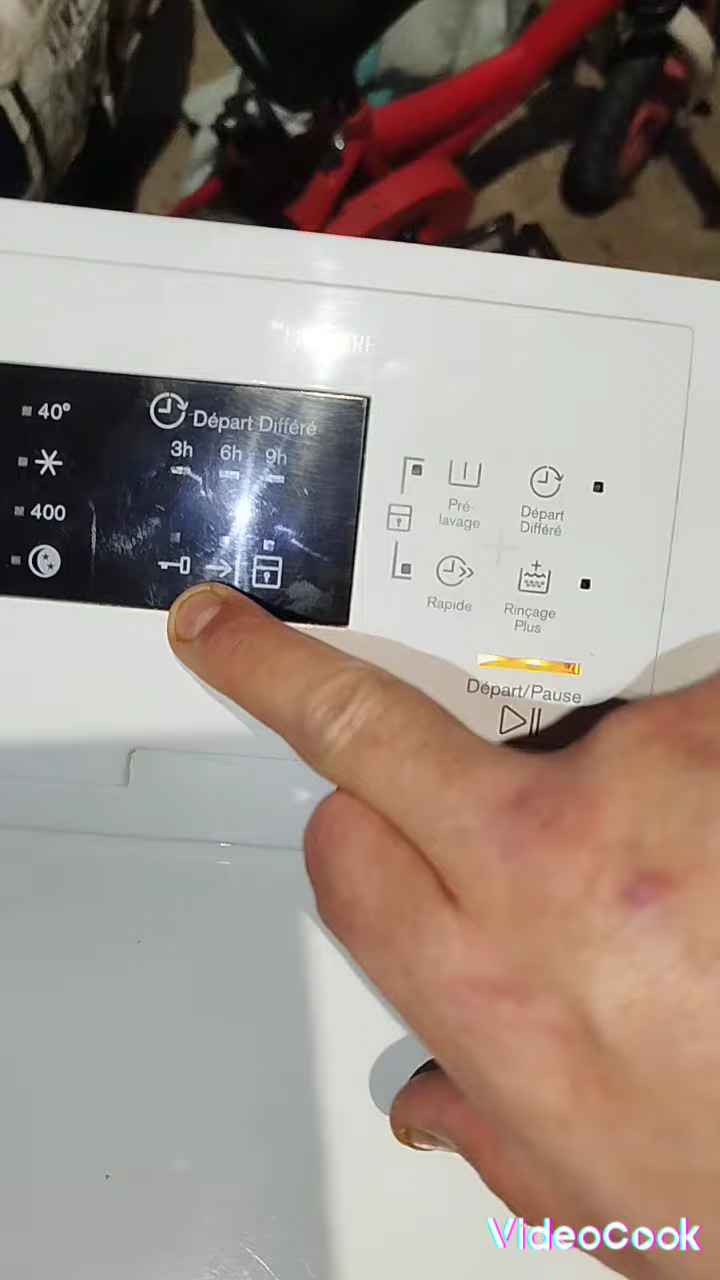 40°
400
Départ Différé
3h 6h 9h
Pré-
lavage
Départ
Différé
Rapide
Rinçage
Plus
Départ/Pause
VideoCook